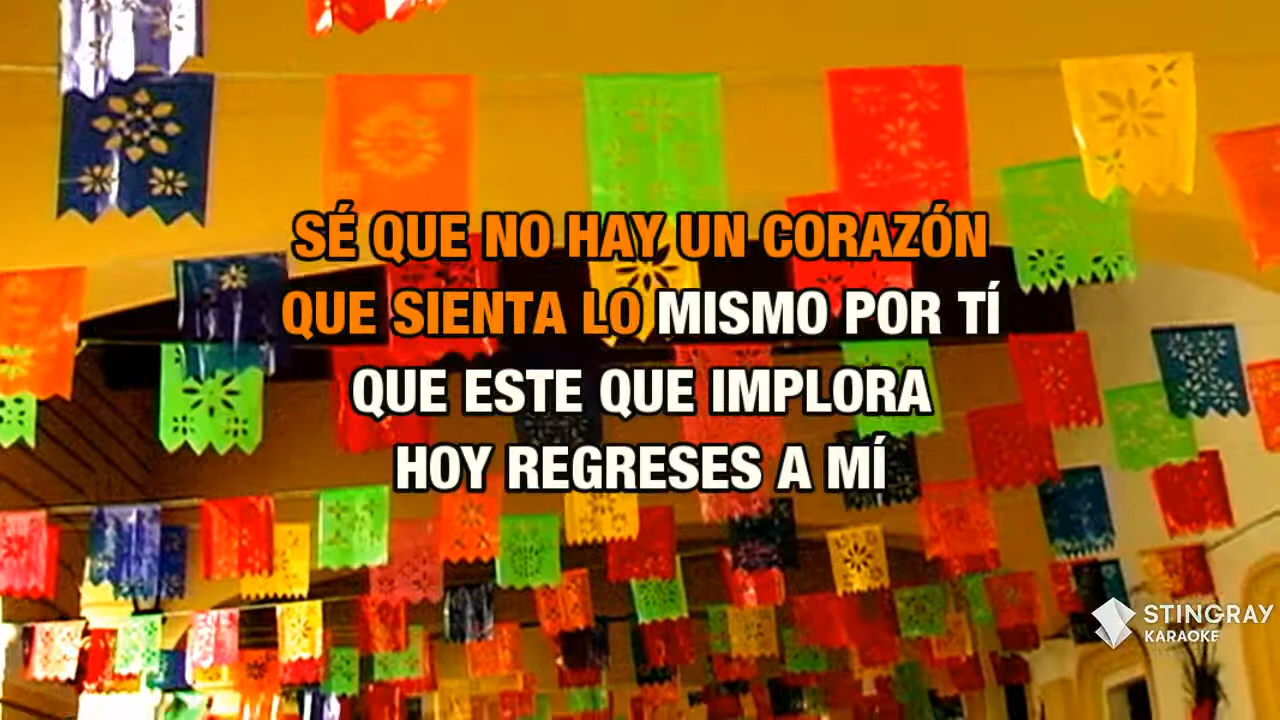 SÉ QUE NO HAY UN CORAZÓN
QUE SIENTA LO MISMO POR TÍ
QUE ESTE QUE IMPLORA
HOY REGRESES A MÍ
STINGRAY
KARAOKE